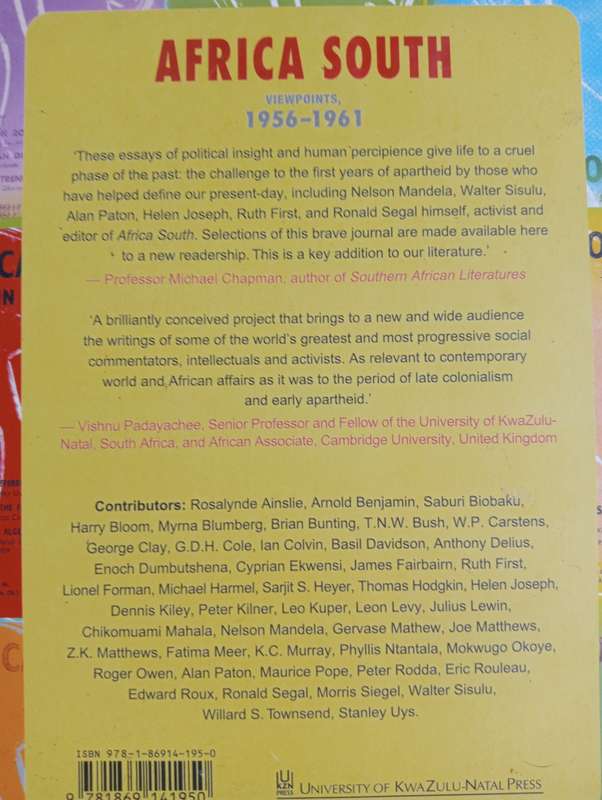 AFRICA SOUTH
VIEWPOINTS,
1956–1961
‘These essays of political insight and human percipience give life to a cruel
phase of the past: the challenge to the first years of apartheid by those who
have helped define our present-day, including Nelson Mandela, Walter Sisulu,
Alan Paton, Helen Joseph, Ruth First, and Ronald Segal himself, activist and
editor of Africa South. Selections of this brave journal are made available here
to a new readership. This is a key addition to our literature.’
— Professor Michael Chapman, author of Southern African Literatures
‘A brilliantly conceived project that brings to a new and wide audience
the writings of some of the world’s greatest and most progressive social
commentators, intellectuals and activists. As relevant to contemporary
world and African affairs as it was to the period of late colonialism
and early apartheid.’
— Vishnu Padayachee, Senior Professor and Fellow of the University of KwaZulu-
Natal, South Africa, and African Associate, Cambridge University, United Kingdom
Contributors: Rosalynde Ainslie, Arnold Benjamin, Saburi Biobaku,
Harry Bloom, Myrna Blumberg, Brian Bunting, T.N.W. Bush, W.P. Carstens,
George Clay, G.D.H. Cole, Ian Colvin, Basil Davidson, Anthony Delius,
Enoch Dumbutshena, Cyprian Ekwensi, James Fairbairn, Ruth First,
Lionel Forman, Michael Harmel, Sarjit S. Heyer, Thomas Hodgkin, Helen Joseph,
Dennis Kiley, Peter Kilner, Leo Kuper, Leon Levy, Julius Lewin,
Chikomuami Mahala, Nelson Mandela, Gervase Mathew, Joe Matthews,
Z.K. Matthews, Fatima Meer, K.C. Murray, Phyllis Ntantala, Mokwugo Okoye,
Roger Owen, Alan Paton, Maurice Pope, Peter Rodda, Eric Rouleau,
Edward Roux, Ronald Segal, Morris Siegel, Walter Sisulu,
Willard S. Townsend, Stanley Uys.
ISBN 978-1-86914-195-0
9 781869 141950
UKZN PRESS
UNIVERSITY OF KWAZULU-NATAL PRESS